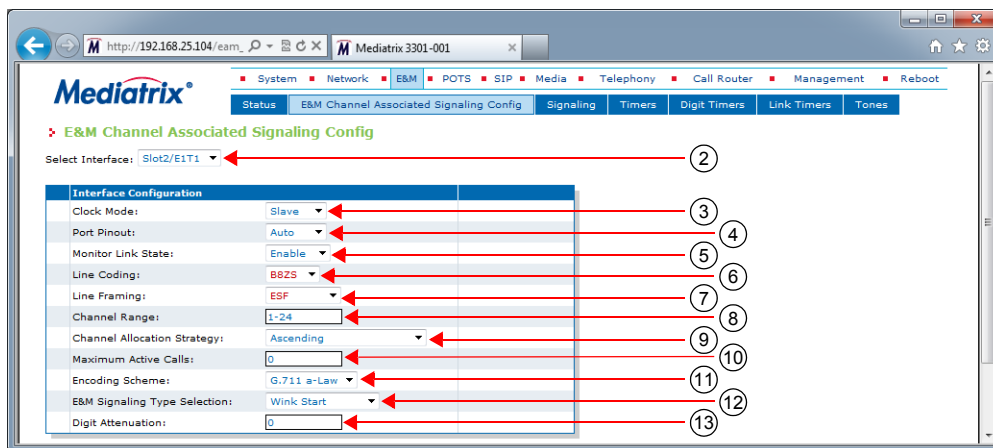 http://192.168.25.104/eam_
Mediatrix 3301-001
Mediatrix®
System Network E&M POTS SIP Media Telephony Call Router Management Reboot
Status E&M Channel Associated Signaling Config Signaling Timers Digit Timers Link Timers Tones
E&M Channel Associated Signaling Config
Select Interface: Slot2/E1T1 2
Interface Configuration
Clock Mode: Slave 3
Port Pinout: Auto 4
Monitor Link State: Enable 5
Line Coding: B8ZS 6
Line Framing: ESF 7
Channel Range: 1-24 8
Channel Allocation Strategy: Ascending 9
Maximum Active Calls: 0 10
Encoding Scheme: G.711 a-Law 11
E&M Signaling Type Selection: Wink Start 12
Digit Attenuation: 0 13